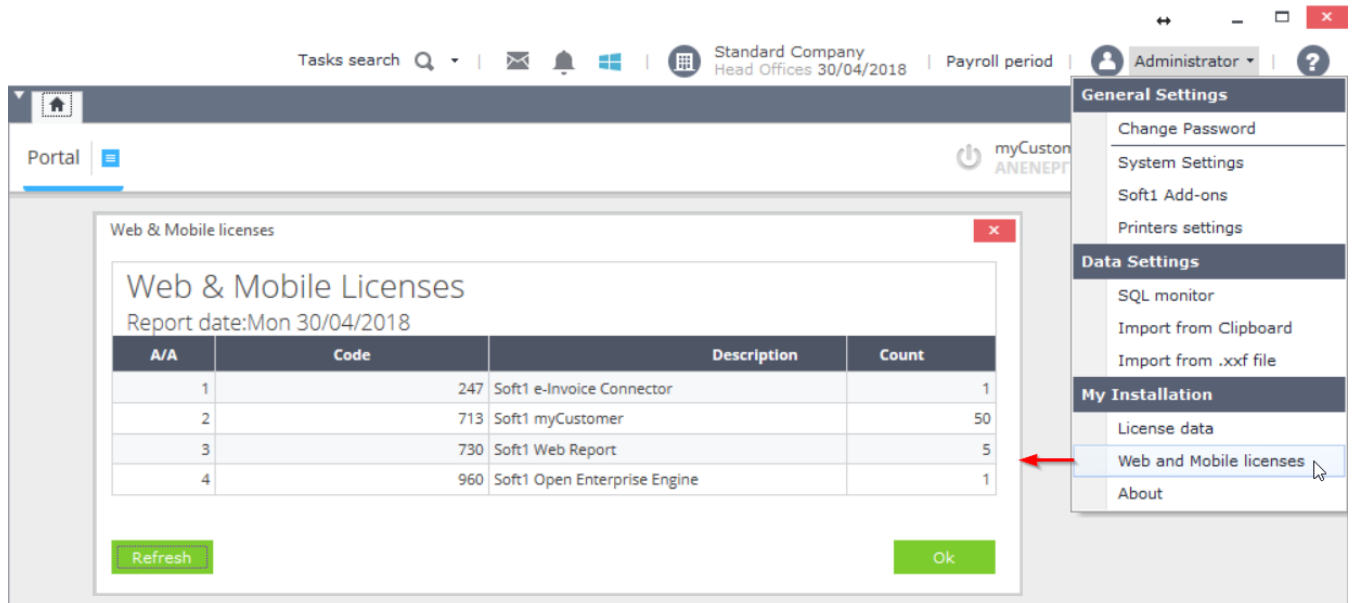 Tasks search
Standard Company
Head Offices 30/04/2018
Payroll period
Administrator
?
Portal
myCuston
ΑΝΕΝΕΡΓ
General Settings
Change Password
System Settings
Soft1 Add-ons
Printers settings
Data Settings
SQL monitor
Import from Clipboard
Import from .xxf file
My Installation
License data
Web and Mobile licenses
About
Web & Mobile licenses
Web & Mobile Licenses
Report date:Mon 30/04/2018
A/A Code Description Count
1 247 Soft1 e-Invoice Connector 1
2 713 Soft1 myCustomer 50
3 730 Soft1 Web Report 5
4 960 Soft1 Open Enterprise Engine 1
Refresh Ok